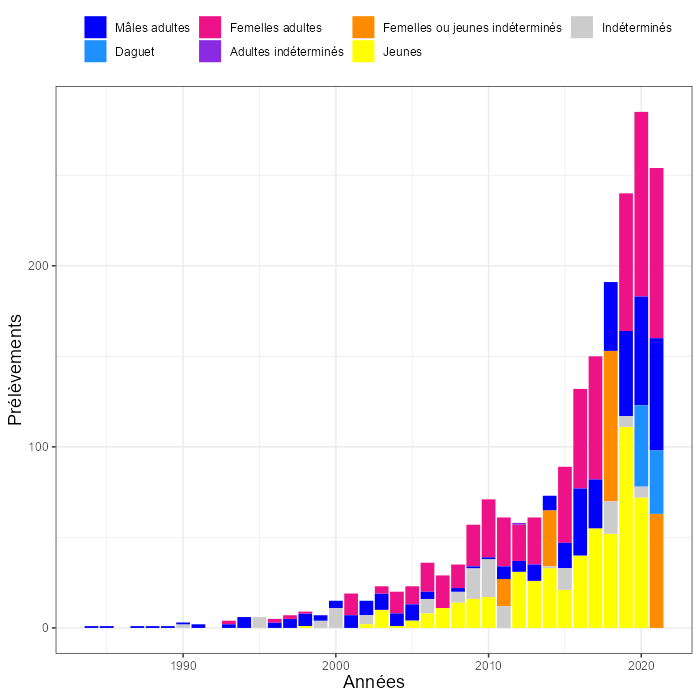 Mâles adultes Femelles adultes Femelles ou jeunes indéterminés Indéterminés
Daguet Adultes indéterminés Jeunes
200
100
0
Prélèvements
1990 2000 2010 2020
Années